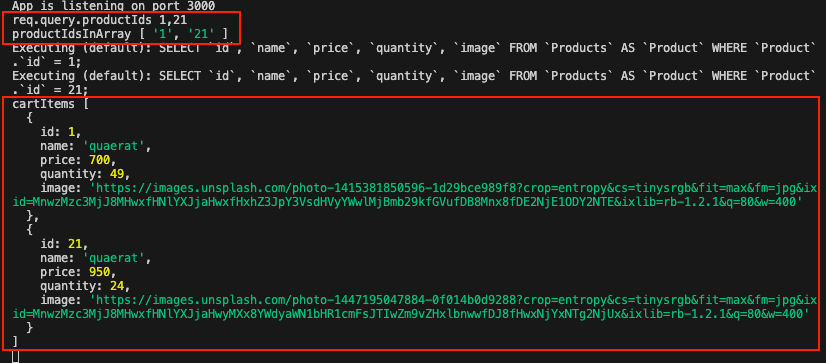 App is listening on port 3000
req.query.productIds 1,21
productIdsInArray [ '1', '21' ]
Executing (default): SELECT `id`, `name`, `price`, `quantity`, `image` FROM `Products` AS `Product` WHERE `Product`
.`id` = 1;
Executing (default): SELECT `id`, `name`, `price`, `quantity`, `image` FROM `Products` AS `Product` WHERE `Product`
.`id` = 21;
cartItems [
  {
    id: 1,
    name: 'quaerat',
    price: 700,
    quantity: 49,
    image: 'https://images.unsplash.com/photo-1415381850596-1d29bce989f8?crop=entropy&cs=tinysrgb&fit=max&fm=jpg&ix
id=MnwzMzc3MjJ8MHwxfHNlYXJjaHwxfHxhZ3JpY3VsdHVyYWwlMjBmb29kfGVufDB8Mnx8fDE2NjE1ODY2NTE&ixlib=rb-1.2.1&q=80&w=400'
  },
  {
    id: 21,
    name: 'quaerat',
    price: 950,
    quantity: 24,
    image: 'https://images.unsplash.com/photo-1447195047884-0f014b0d9288?crop=entropy&cs=tinysrgb&fit=max&fm=jpg&ix
id=MnwzMzc3MjJ8MHwxfHNlYXJjaHwyMXx8YWdyaWN1bHR1cmFsJTIwZm9vZHxlbnwwfDJ8fHwxNjYxNTg2NjUx&ixlib=rb-1.2.1&q=80&w=400'
  }
]